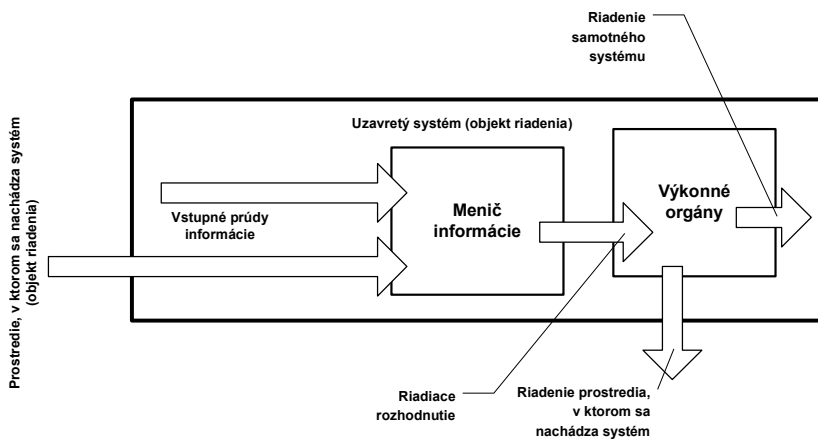 Riadenie
samotného
systému
Prostredie, v ktorom sa nachádza systém
(objekt riadenia)
Uzavretý systém (objekt riadenia)
Vstupné prúdy
informácie
Menič
informácie
Výkonné
orgány
Riadiace
rozhodnutie
Riadenie prostredia,
v ktorom sa
nachádza systém